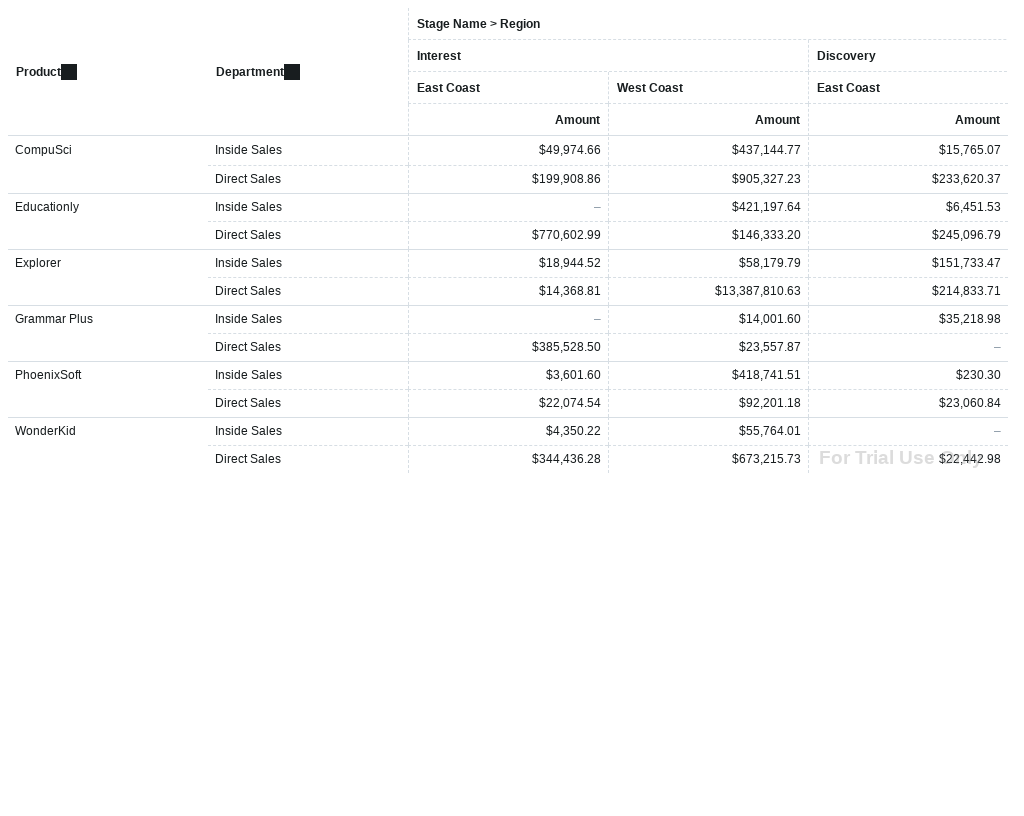 Stage Name > Region
Product Department
Interest Discovery
East Coast West Coast East Coast
Amount Amount Amount
CompuSci Inside Sales $49,974.66 $437,144.77 $15,765.07
Direct Sales $199,908.86 $905,327.23 $233,620.37
Educationly Inside Sales – $421,197.64 $6,451.53
Direct Sales $770,602.99 $146,333.20 $245,096.79
Explorer Inside Sales $18,944.52 $58,179.79 $151,733.47
Direct Sales $14,368.81 $13,387,810.63 $214,833.71
Grammar Plus Inside Sales – $14,001.60 $35,218.98
Direct Sales $385,528.50 $23,557.87 –
PhoenixSoft Inside Sales $3,601.60 $418,741.51 $230.30
Direct Sales $22,074.54 $92,201.18 $23,060.84
WonderKid Inside Sales $4,350.22 $55,764.01 –
Direct Sales $344,436.28 $673,215.73 $22,442.98
For Trial Use Only